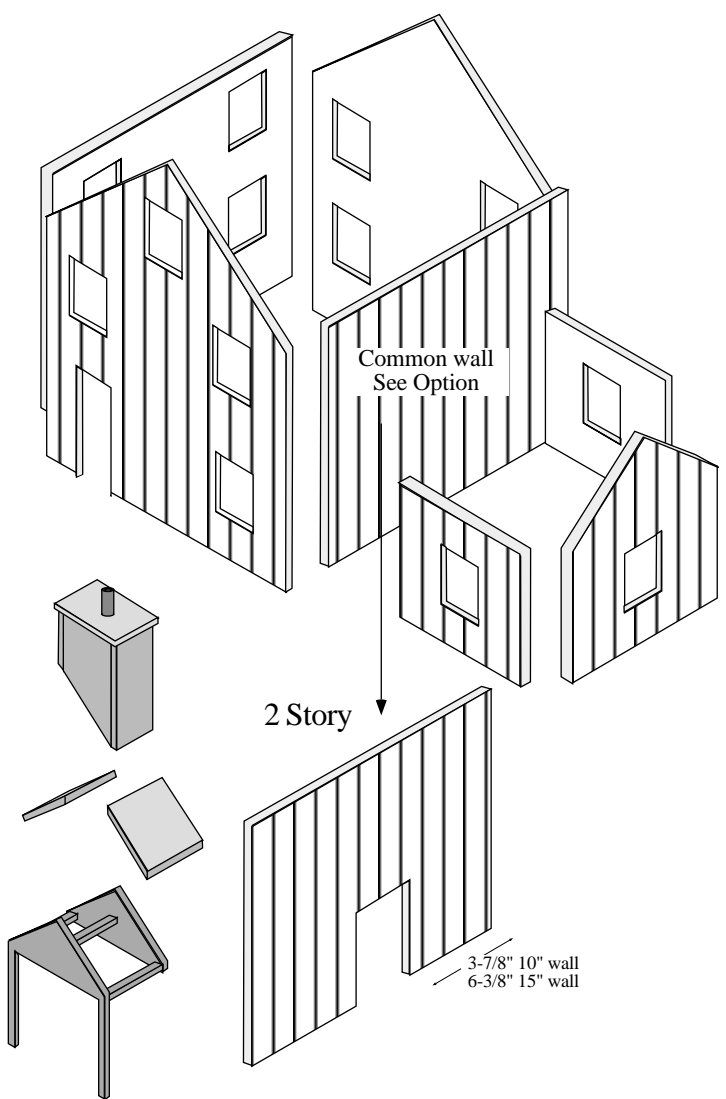 Common wall
See Option
2 Story
3-7/8" 10" wall
6-3/8" 15" wall